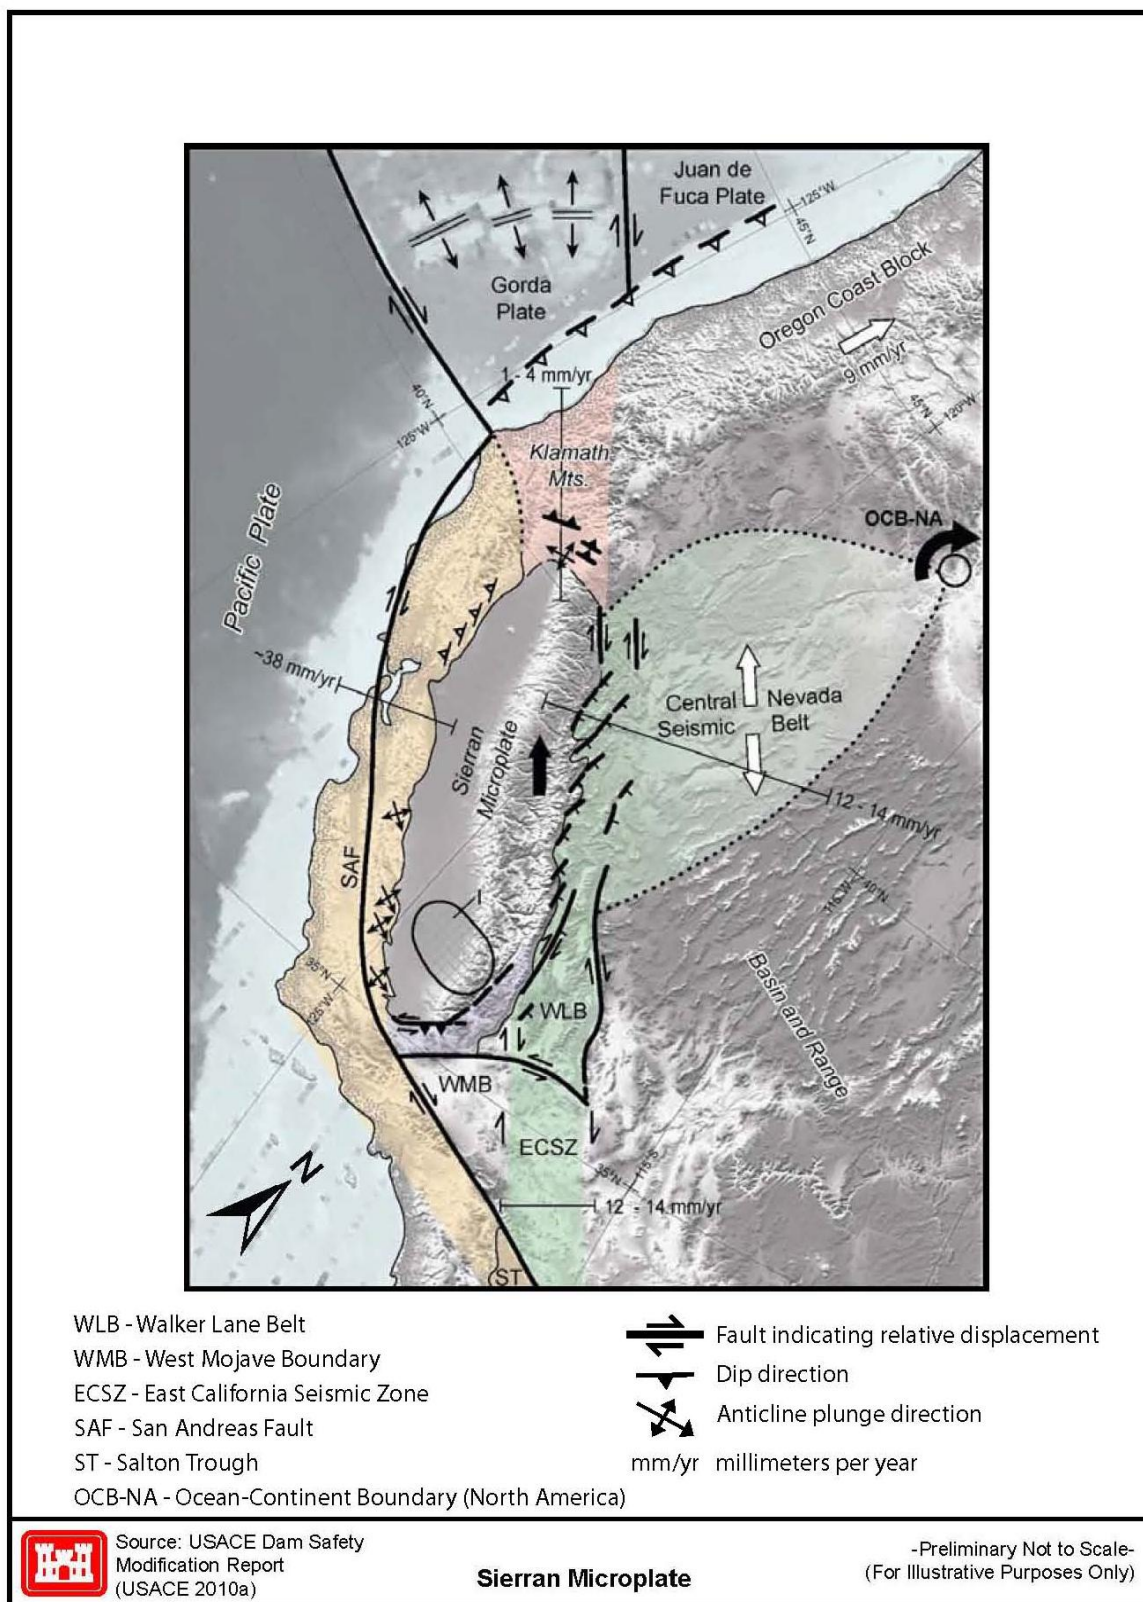 Juan de
Fuca Plate
125°W
45°N
Gorda
Plate
Oregon Coast Block
9 mm/yr
1 - 4 mm/yr
40°N
125°W
45°N
120°W
Klamath
Mts.
OCB-NA
Pacific Plate
~38 mm/yr
Central Nevada
Seismic Belt
Sierran
Microplate
12 - 14 mm/yr
SAF
40°N
I
35°N
125°W
Basin and Range
WLB
WMB
ECSZ
35°N
N
12 - 14 mm/yr
ST
WLB - Walker Lane Belt
WMB - West Mojave Boundary
ECSZ - East California Seismic Zone
SAF - San Andreas Fault
ST - Salton Trough
OCB-NA - Ocean-Continent Boundary (North America)
Fault indicating relative displacement
Dip direction
Anticline plunge direction
mm/yr millimeters per year
Source: USACE Dam Safety
Modification Report
(USACE 2010a)
Sierran Microplate
-Preliminary Not to Scale-
(For Illustrative Purposes Only)